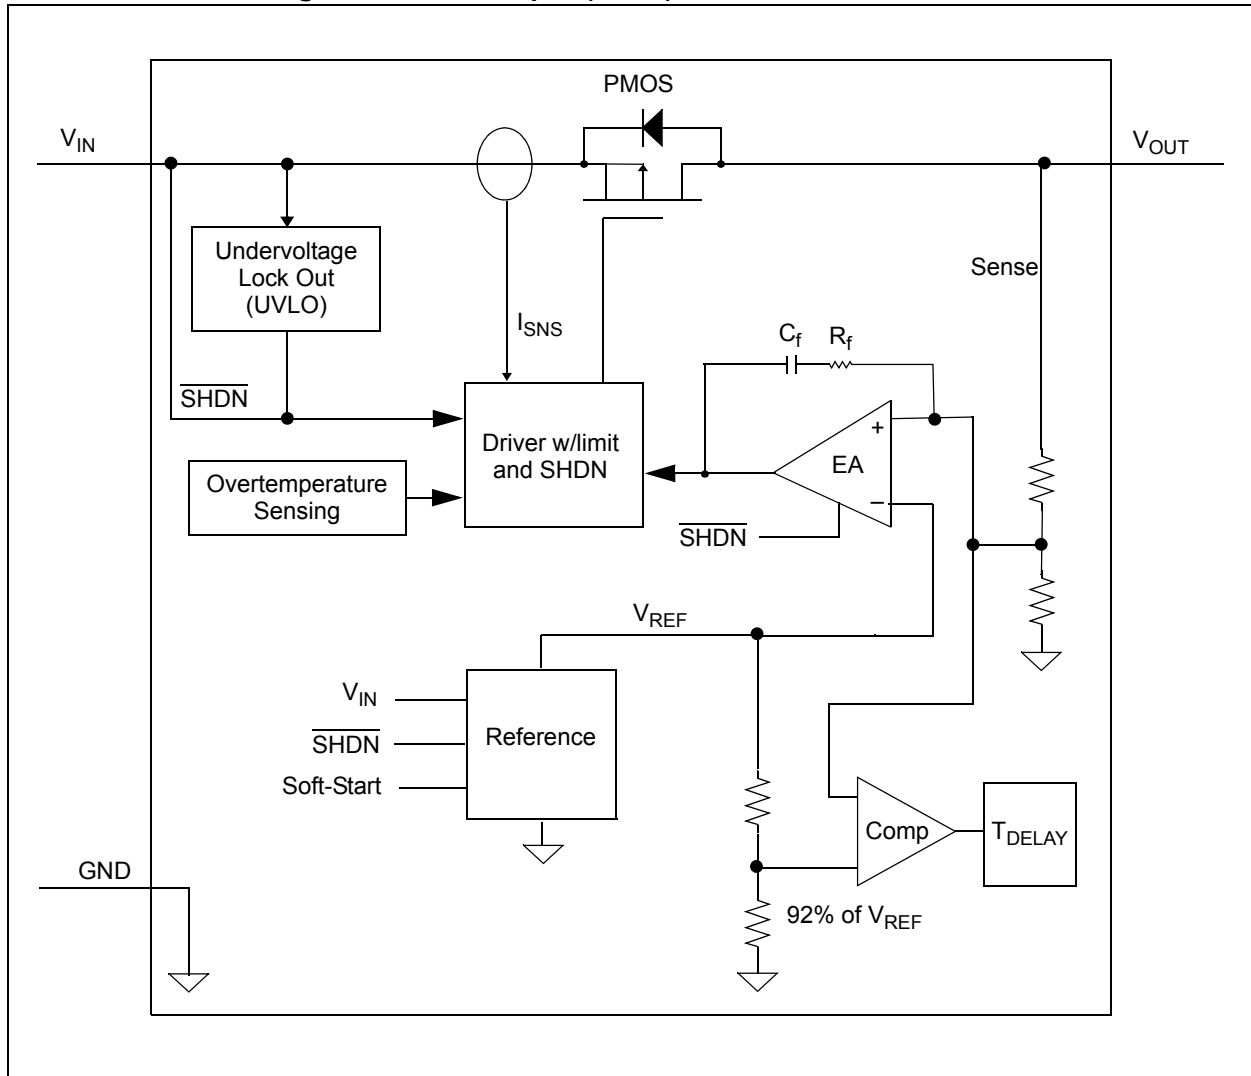 PMOS
V_IN
V_OUT
Undervoltage
Lock Out
(UVLO)
Sense
I_SNS
C_f
R_f
SHDN
Driver w/limit
and SHDN
+
EA
−
Overtemperature
Sensing
SHDN
V_REF
V_IN
SHDN
Soft-Start
Reference
Comp
T_DELAY
GND
92% of V_REF